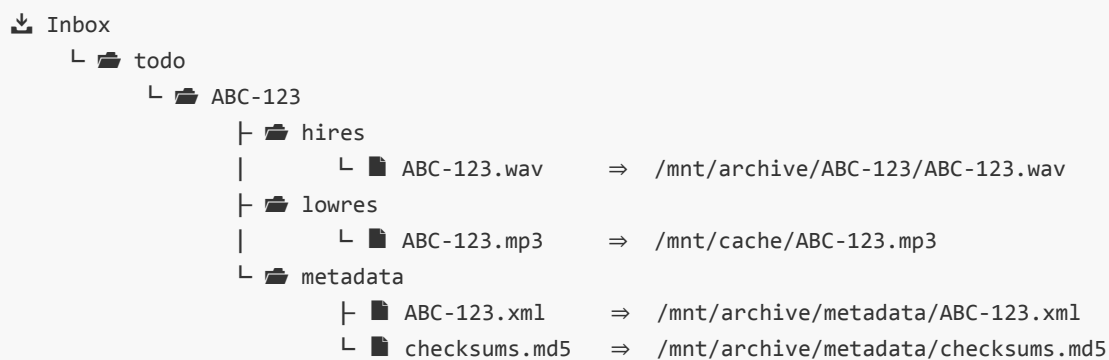 Inbox
└ todo
└ ABC-123
├ hires
| └ ABC-123.wav ⇒ /mnt/archive/ABC-123/ABC-123.wav
├ lowres
| └ ABC-123.mp3 ⇒ /mnt/cache/ABC-123.mp3
└ metadata
├ ABC-123.xml ⇒ /mnt/archive/metadata/ABC-123.xml
└ checksums.md5 ⇒ /mnt/archive/metadata/checksums.md5